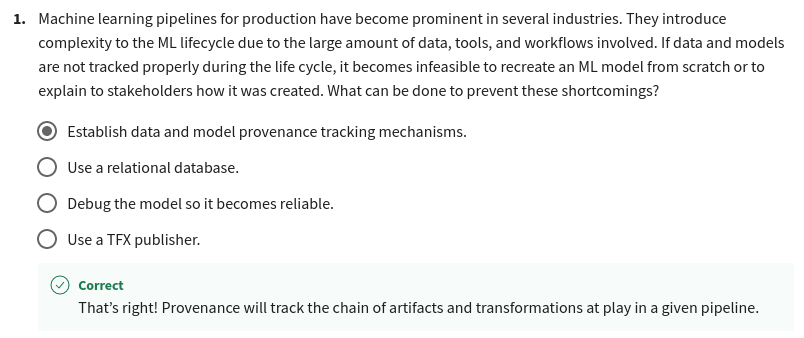 1. Machine learning pipelines for production have become prominent in several industries. They introduce
complexity to the ML lifecycle due to the large amount of data, tools, and workflows involved. If data and models
are not tracked properly during the life cycle, it becomes infeasible to recreate an ML model from scratch or to
explain to stakeholders how it was created. What can be done to prevent these shortcomings?
Establish data and model provenance tracking mechanisms.
Use a relational database.
Debug the model so it becomes reliable.
Use a TFX publisher.
Correct
That’s right! Provenance will track the chain of artifacts and transformations at play in a given pipeline.